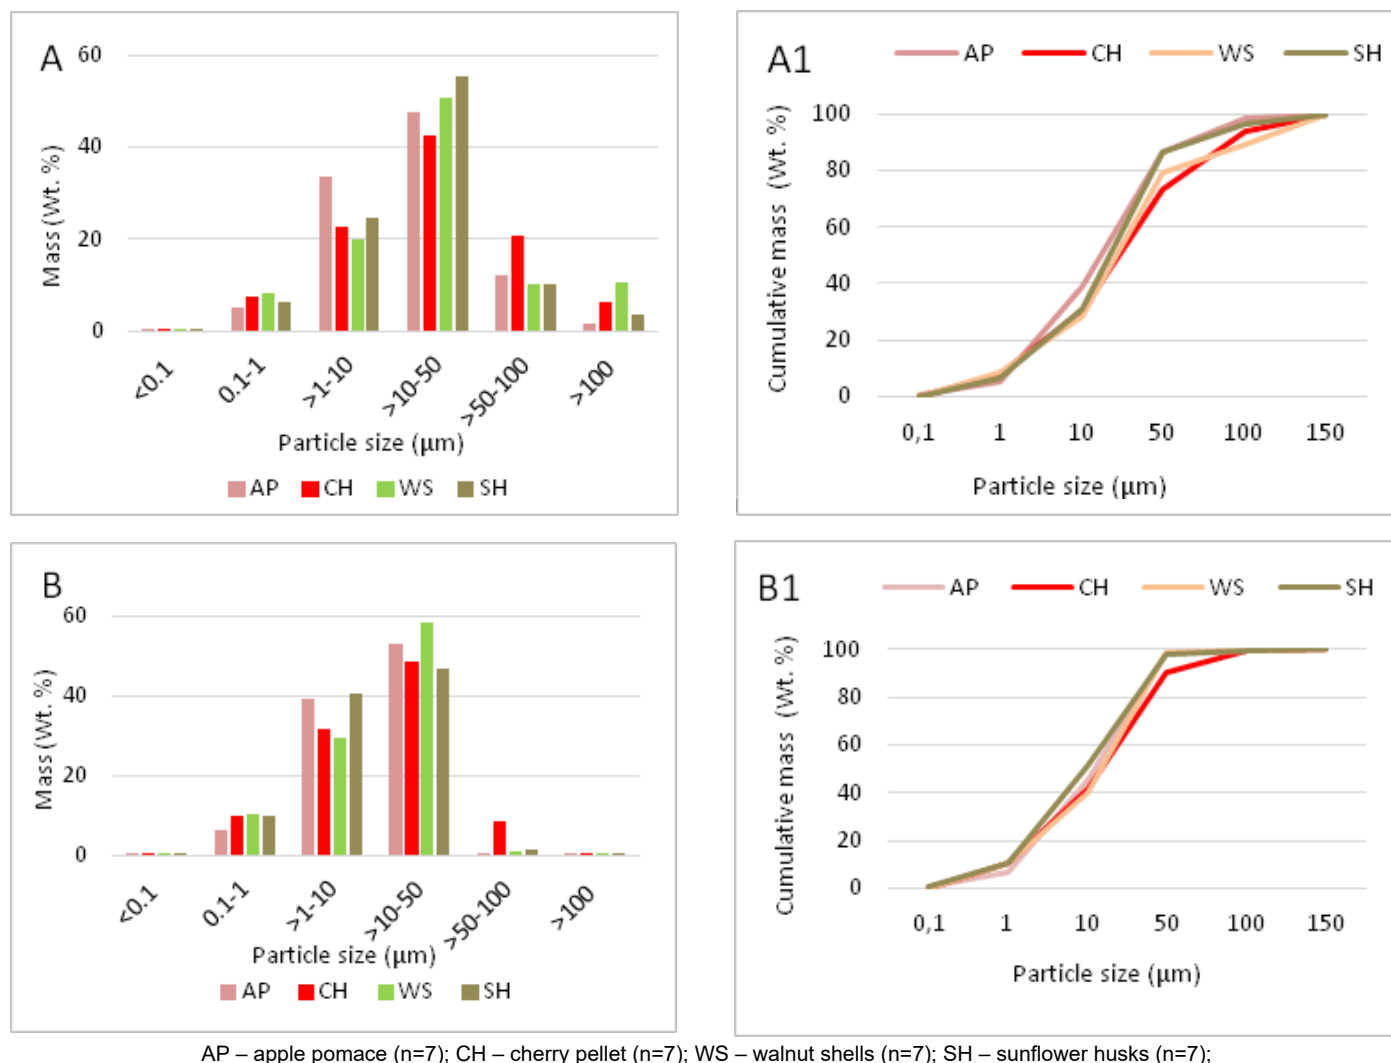 A
60
40
20
0
Mass (Wt. %)
<0.1
0.1-1
>1-10
>10-50
>50-100
>100
Particle size (µm)
AP CH WS SH
A1
AP CH WS SH
100
80
60
40
20
0
Cumulative mass (Wt. %)
0,1 1 10 50 100 150
Particle size (µm)
B
60
40
20
0
Mass (Wt. %)
<0.1
0.1-1
>1-10
>10-50
>50-100
>100
Particle size (µm)
AP CH WS SH
B1
AP CH WS SH
100
80
60
40
20
0
Cumulative mass (Wt. %)
0,1 1 10 50 100 150
Particle size (µm)
AP – apple pomace (n=7); CH – cherry pellet (n=7); WS – walnut shells (n=7); SH – sunflower husks (n=7);